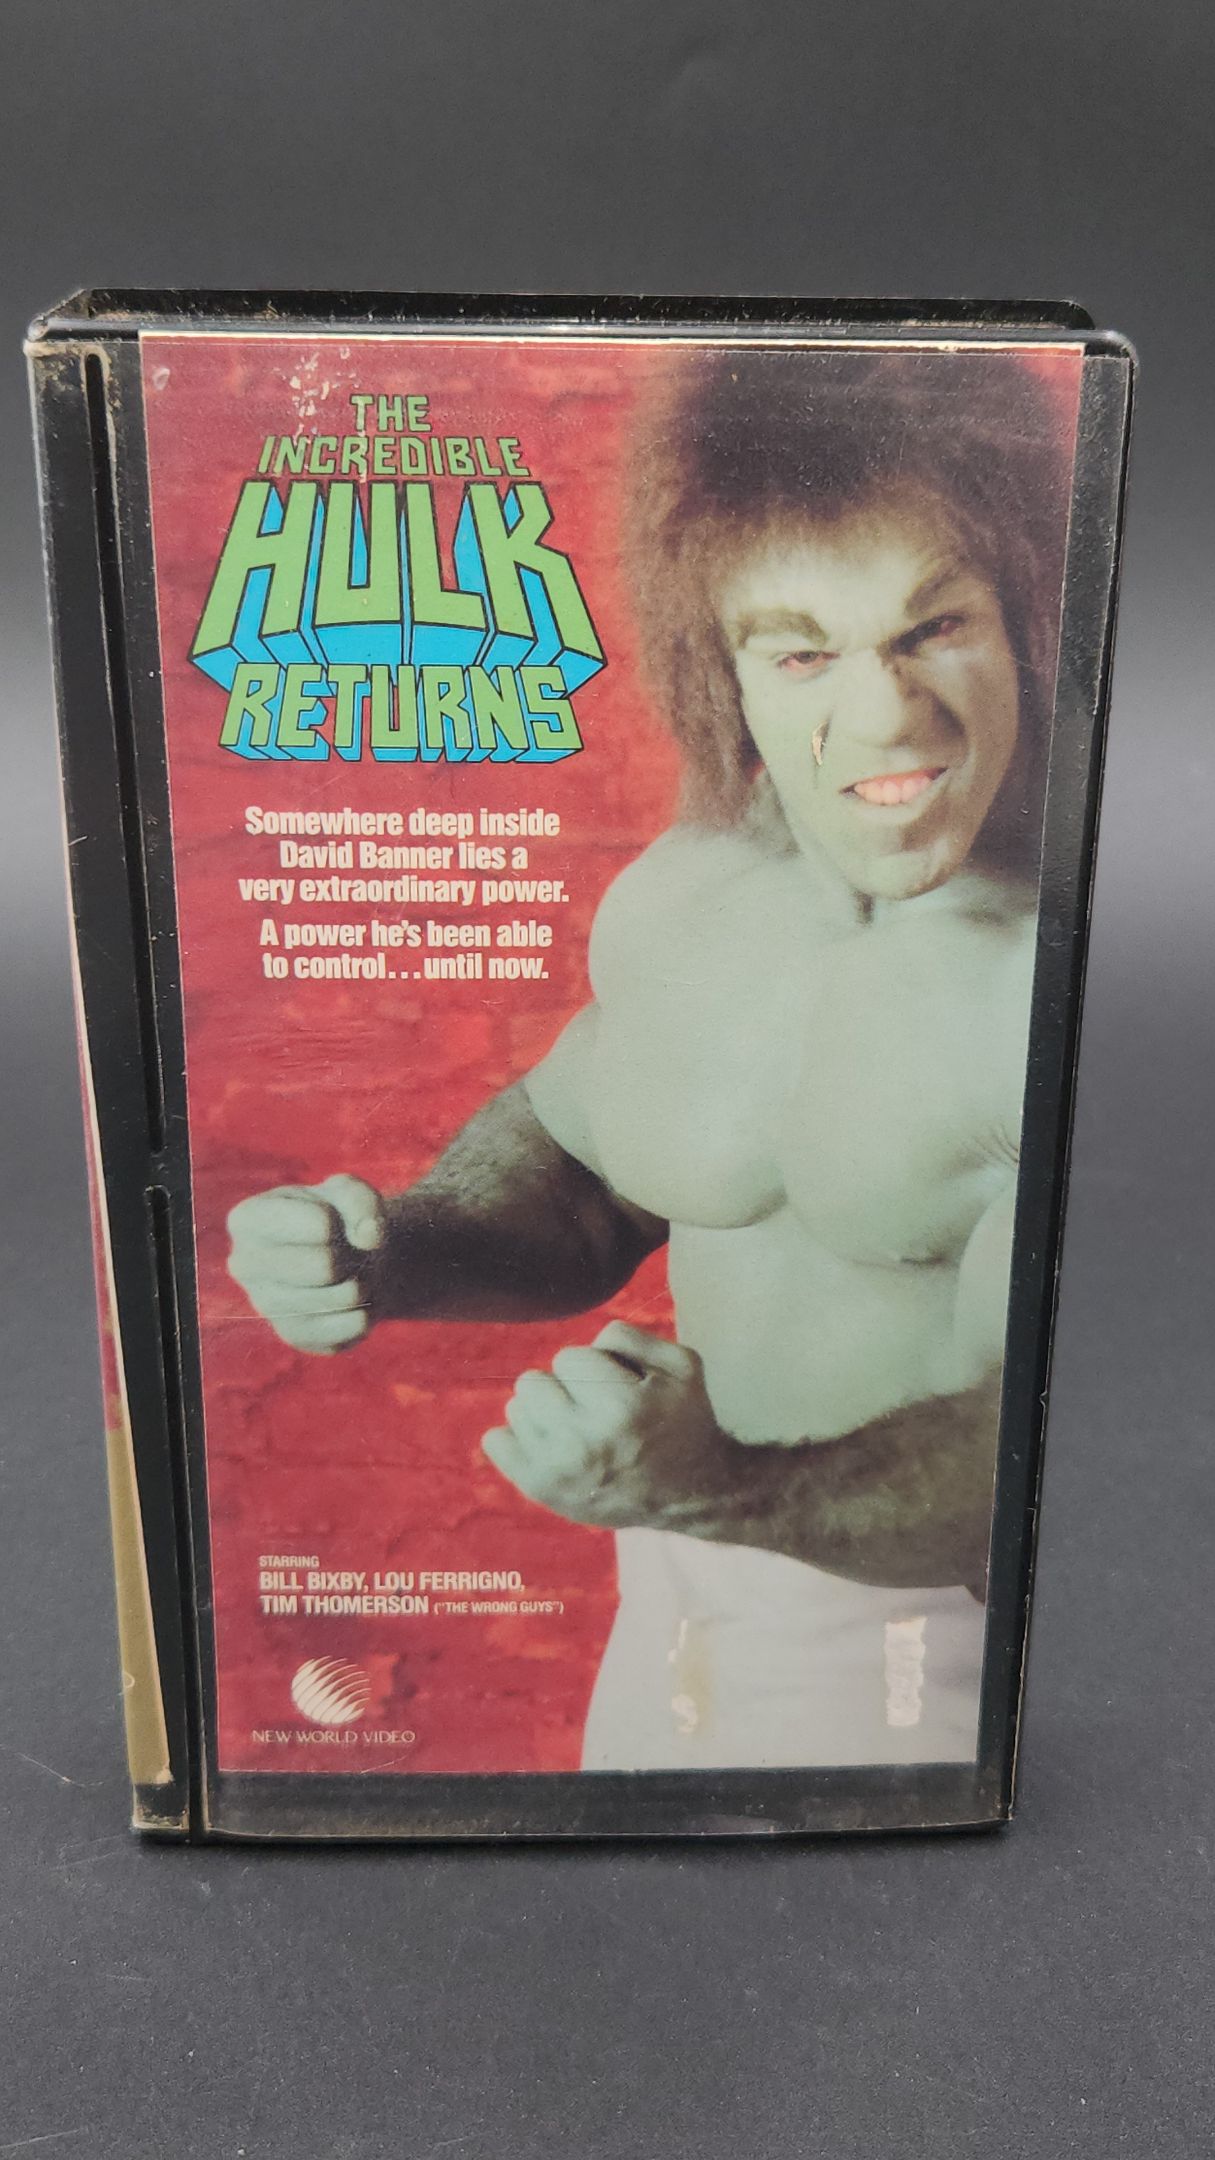 THE
INCREDIBLE
HULK
RETURNS
Somewhere deep inside
David Banner lies a
very extraordinary power.
A power he's been able
to control...until now.
STARRING
BILL BIXBY, LOU FERRIGNO,
TIM THOMERSON ("THE WRONG GUYS")
NEW WORLD VIDEO